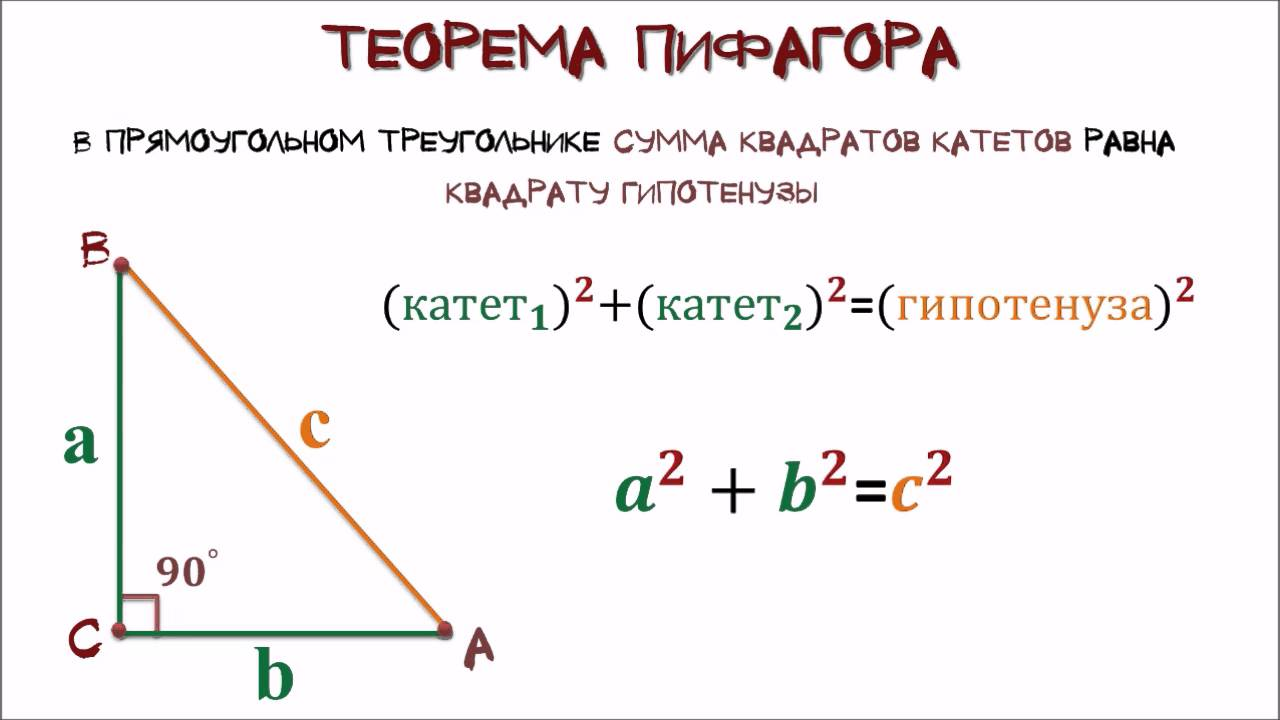 ТЕОРЕМА ПИФАГОРА
В ПРЯМОУГОЛЬНОМ ТРЕУГОЛЬНИКЕ СУММА КВАДРАТОВ КАТЕТОВ РАВНА
КВАДРАТУ ГИПОТЕНУЗЫ
B
(катет₁)²+(катет₂)²=(гипотенуза)²
c
a
a² + b²=c²
90°
C
A
b